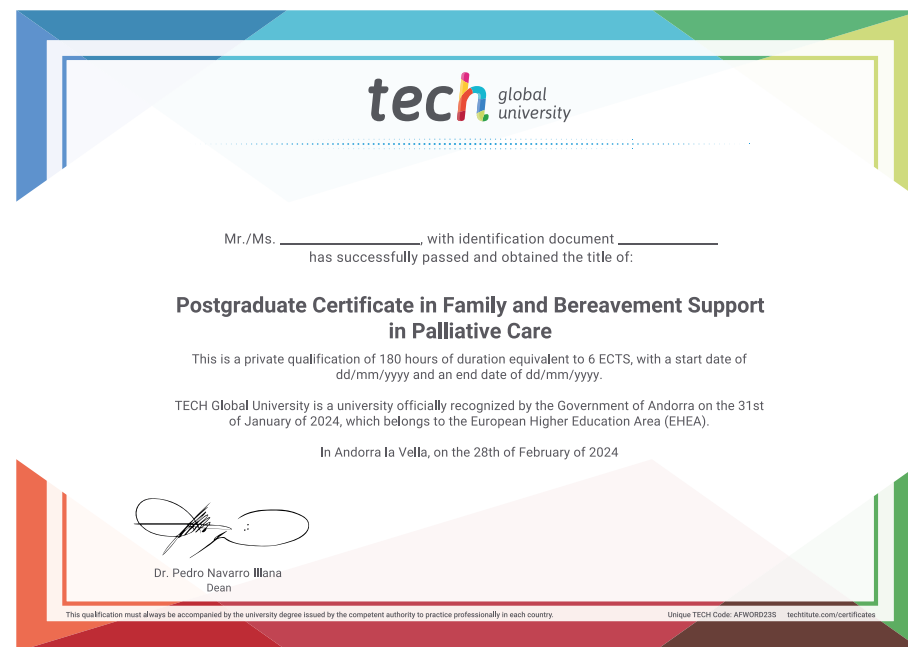 tech global university
Mr./Ms. ____________________, with identification document ______________
has successfully passed and obtained the title of:
Postgraduate Certificate in Family and Bereavement Support
in Palliative Care
This is a private qualification of 180 hours of duration equivalent to 6 ECTS, with a start date of
dd/mm/yyyy and an end date of dd/mm/yyyy.
TECH Global University is a university officially recognized by the Government of Andorra on the 31st
of January of 2024, which belongs to the European Higher Education Area (EHEA).
In Andorra la Vella, on the 28th of February of 2024
Dr. Pedro Navarro Illana
Dean
This qualification must always be accompanied by the university degree issued by the competent authority to practice professionally in each country.
Unique TECH Code: AFWORD23S techtitute.com/certificates